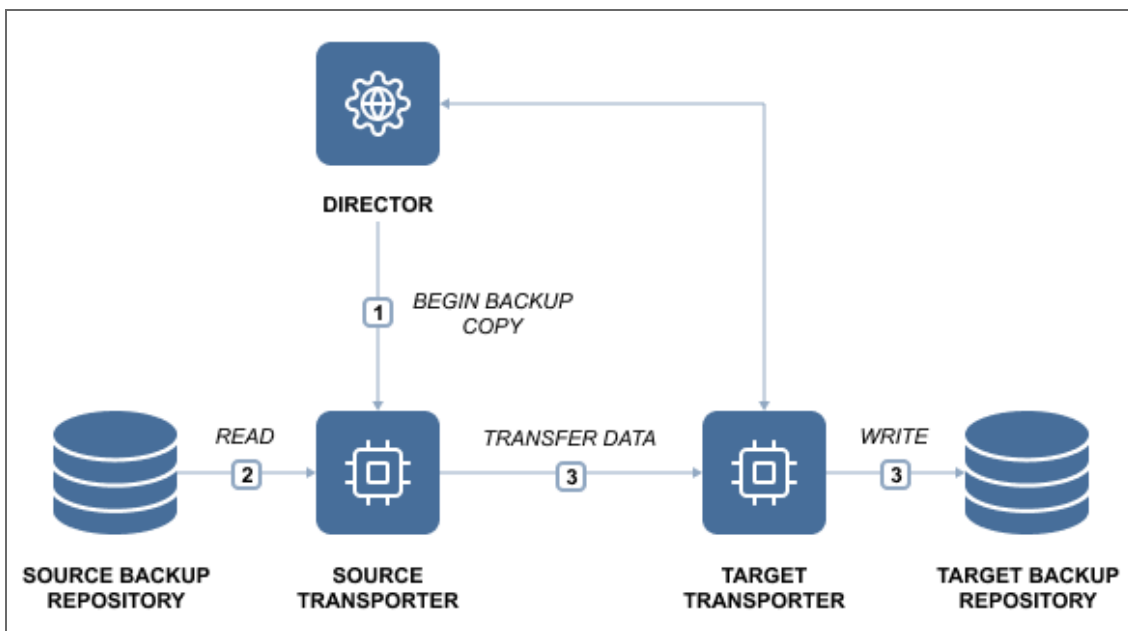 DIRECTOR
1
BEGIN BACKUP
COPY
READ
2
TRANSFER DATA
3
WRITE
3
SOURCE BACKUP
REPOSITORY
SOURCE
TRANSPORTER
TARGET
TRANSPORTER
TARGET BACKUP
REPOSITORY